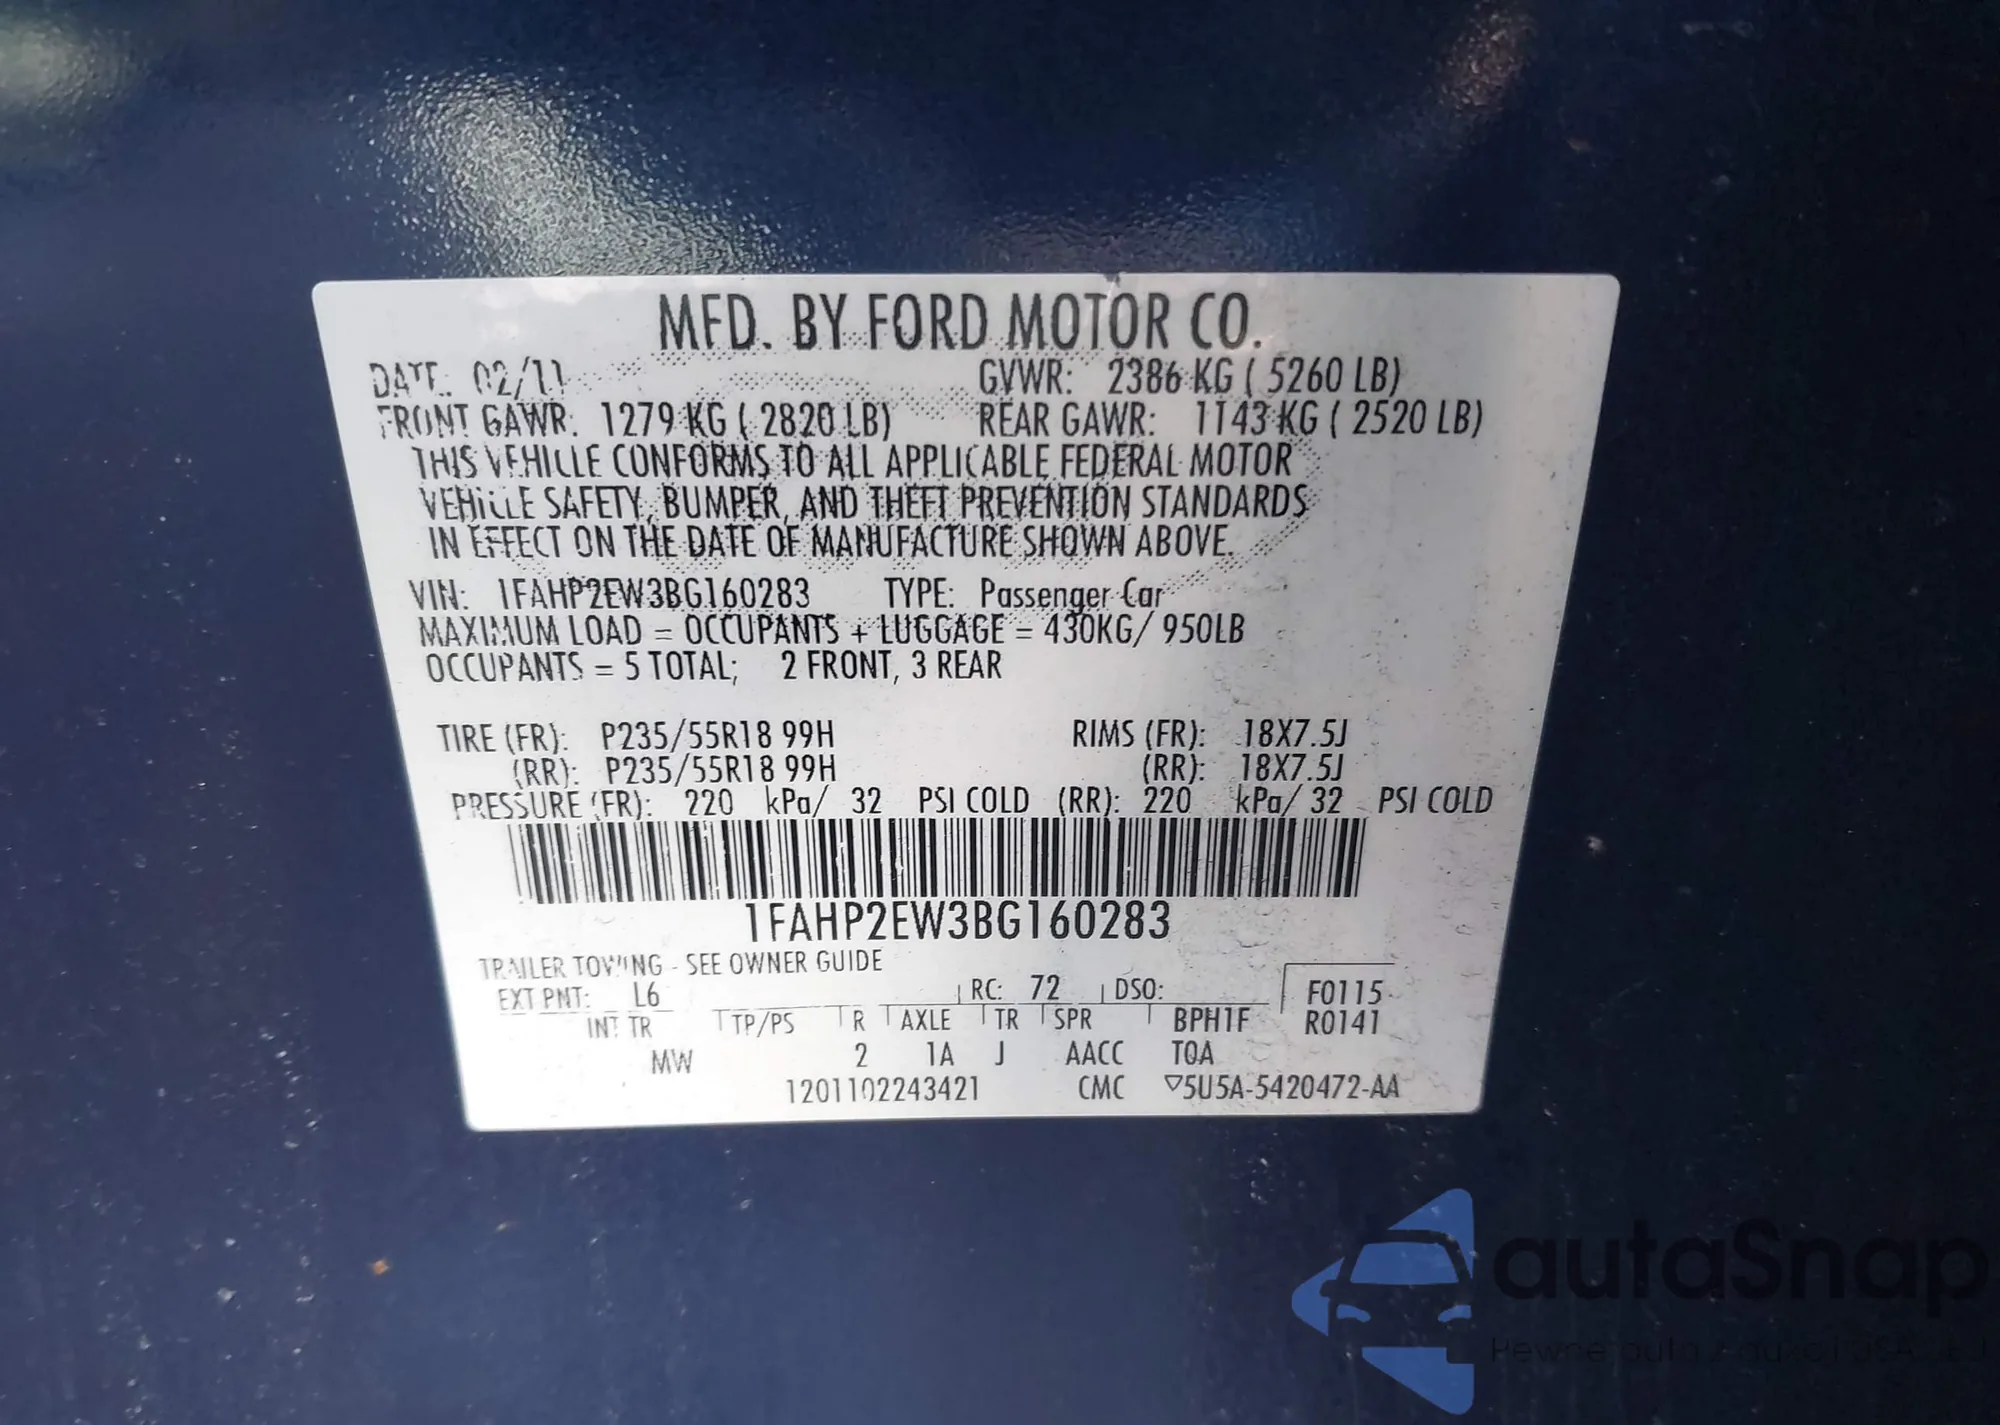 MFD. BY FORD MOTOR CO.
DATE: 02/11 GVWR: 2386 KG ( 5260 LB)
FRONT GAWR: 1279 KG ( 2820 LB) REAR GAWR: 1143 KG ( 2520 LB)
THIS VEHICLE CONFORMS TO ALL APPLICABLE FEDERAL MOTOR
VEHICLE SAFETY, BUMPER, AND THEFT PREVENTION STANDARDS
IN EFFECT ON THE DATE OF MANUFACTURE SHOWN ABOVE.
VIN: 1FAHP2EW3BG160283 TYPE: Passenger Car
MAXIMUM LOAD = OCCUPANTS + LUGGAGE = 430KG/ 950LB
OCCUPANTS = 5 TOTAL; 2 FRONT, 3 REAR
TIRE (FR): P235/55R18 99H RIMS (FR): 18X7.5J
(RR): P235/55R18 99H (RR): 18X7.5J
PRESSURE (FR): 220 kPa/ 32 PSI COLD (RR): 220 kPa/ 32 PSI COLD
1FAHP2EW3BG160283
TRAILER TOWING - SEE OWNER GUIDE
EXT PNT: L6 RC: 72 DSO: F0115
INT TR TP/PS R AXLE TR SPR BPH1F R0141
MW 2 1A J AACC TOA
1201102243421 CMC ▽5U5A-5420472-AA
autaSnap
Pewne auta z aukcji USA